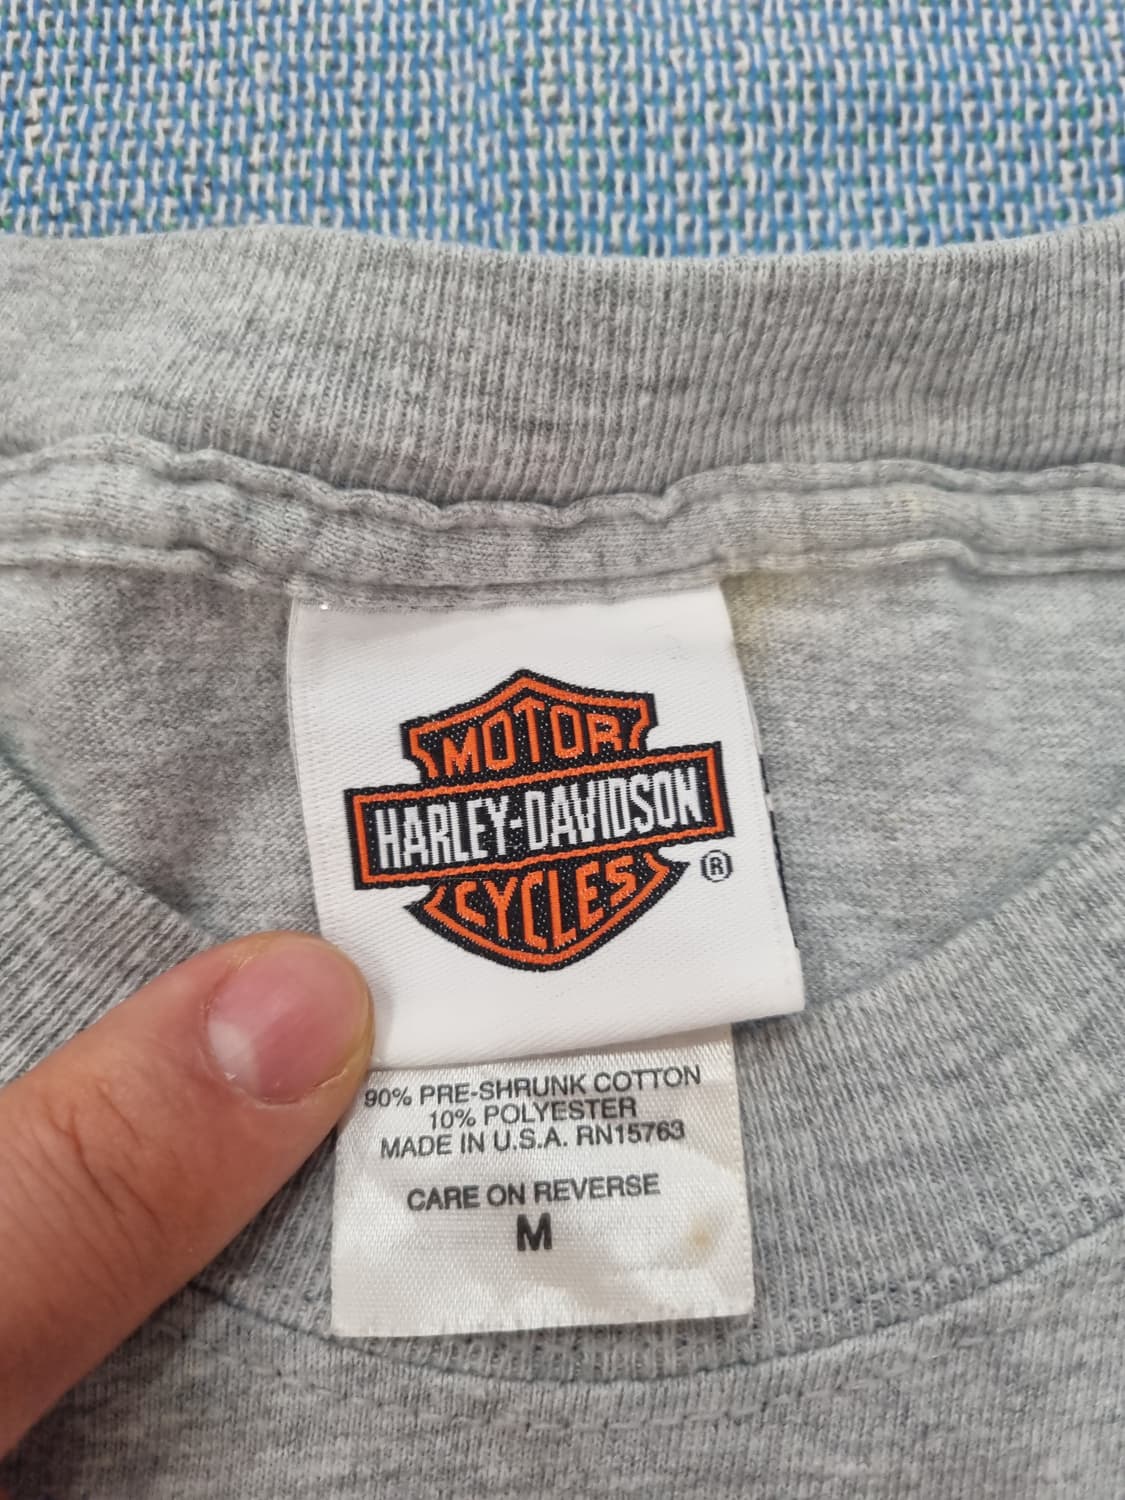 MOTOR
HARLEY-DAVIDSON
CYCLES
®
90% PRE-SHRUNK COTTON
10% POLYESTER
MADE IN U.S.A. RN15763
CARE ON REVERSE
M